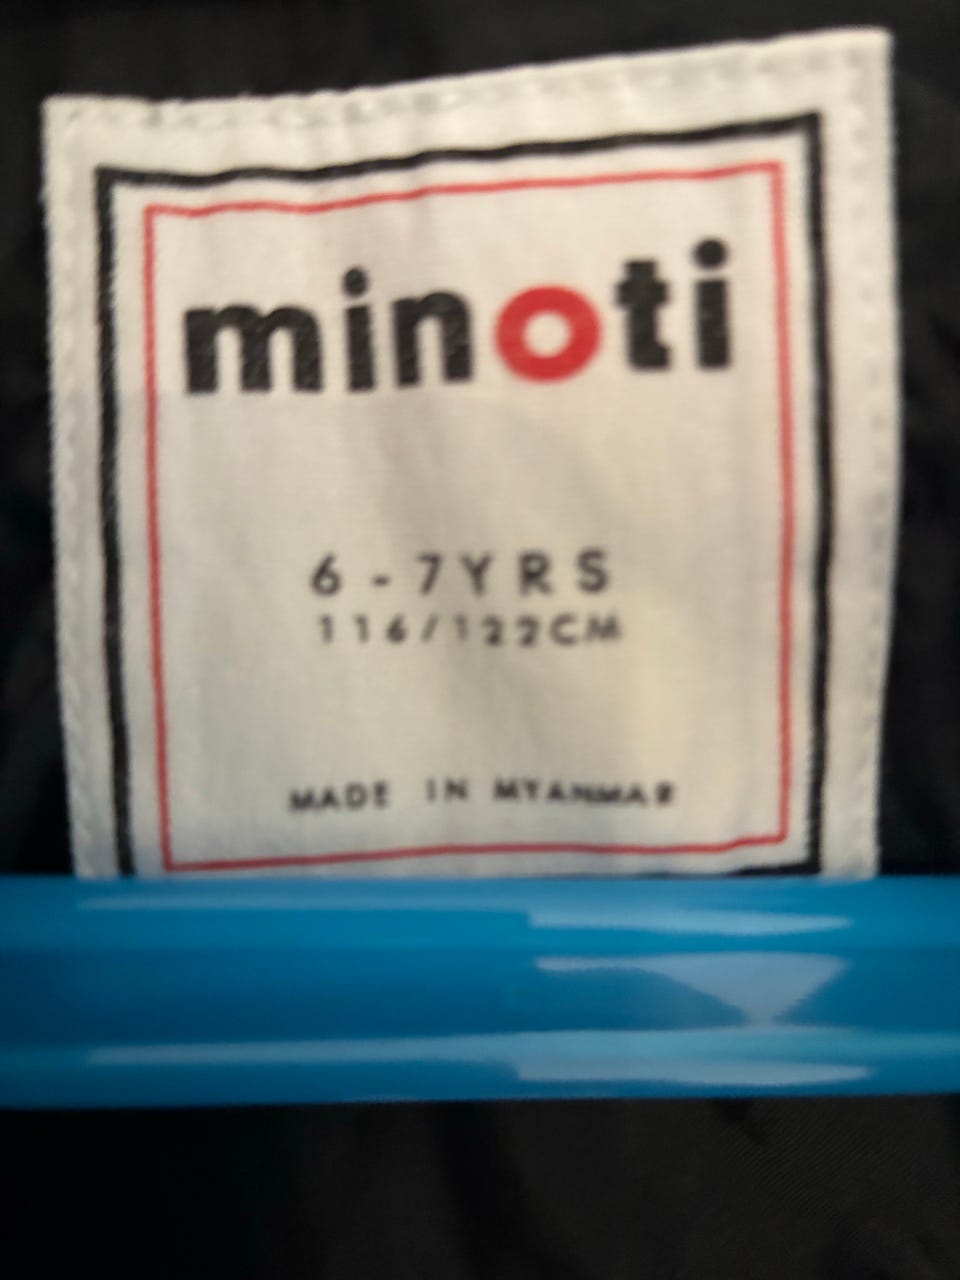 minoti
6 - 7YRS
116/122CM
MADE IN MYANMAR